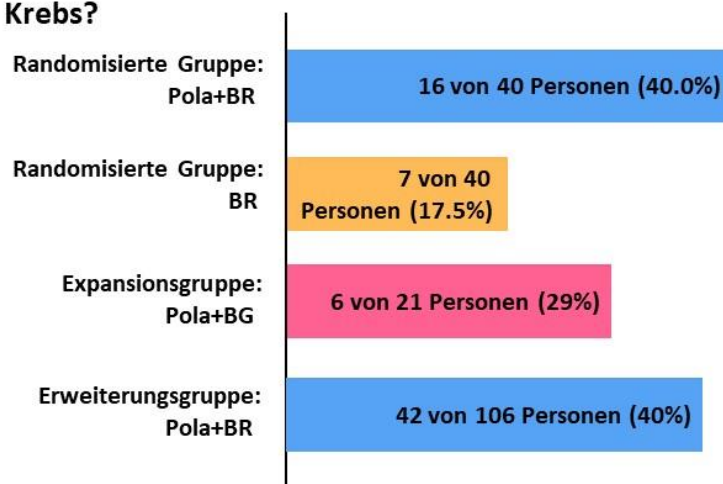 Krebs?
Randomisierte Gruppe:
Pola+BR
16 von 40 Personen (40.0%)
Randomisierte Gruppe:
BR
7 von 40
Personen (17.5%)
Expansionsgruppe:
Pola+BG
6 von 21 Personen (29%)
Erweiterungsgruppe:
Pola+BR
42 von 106 Personen (40%)